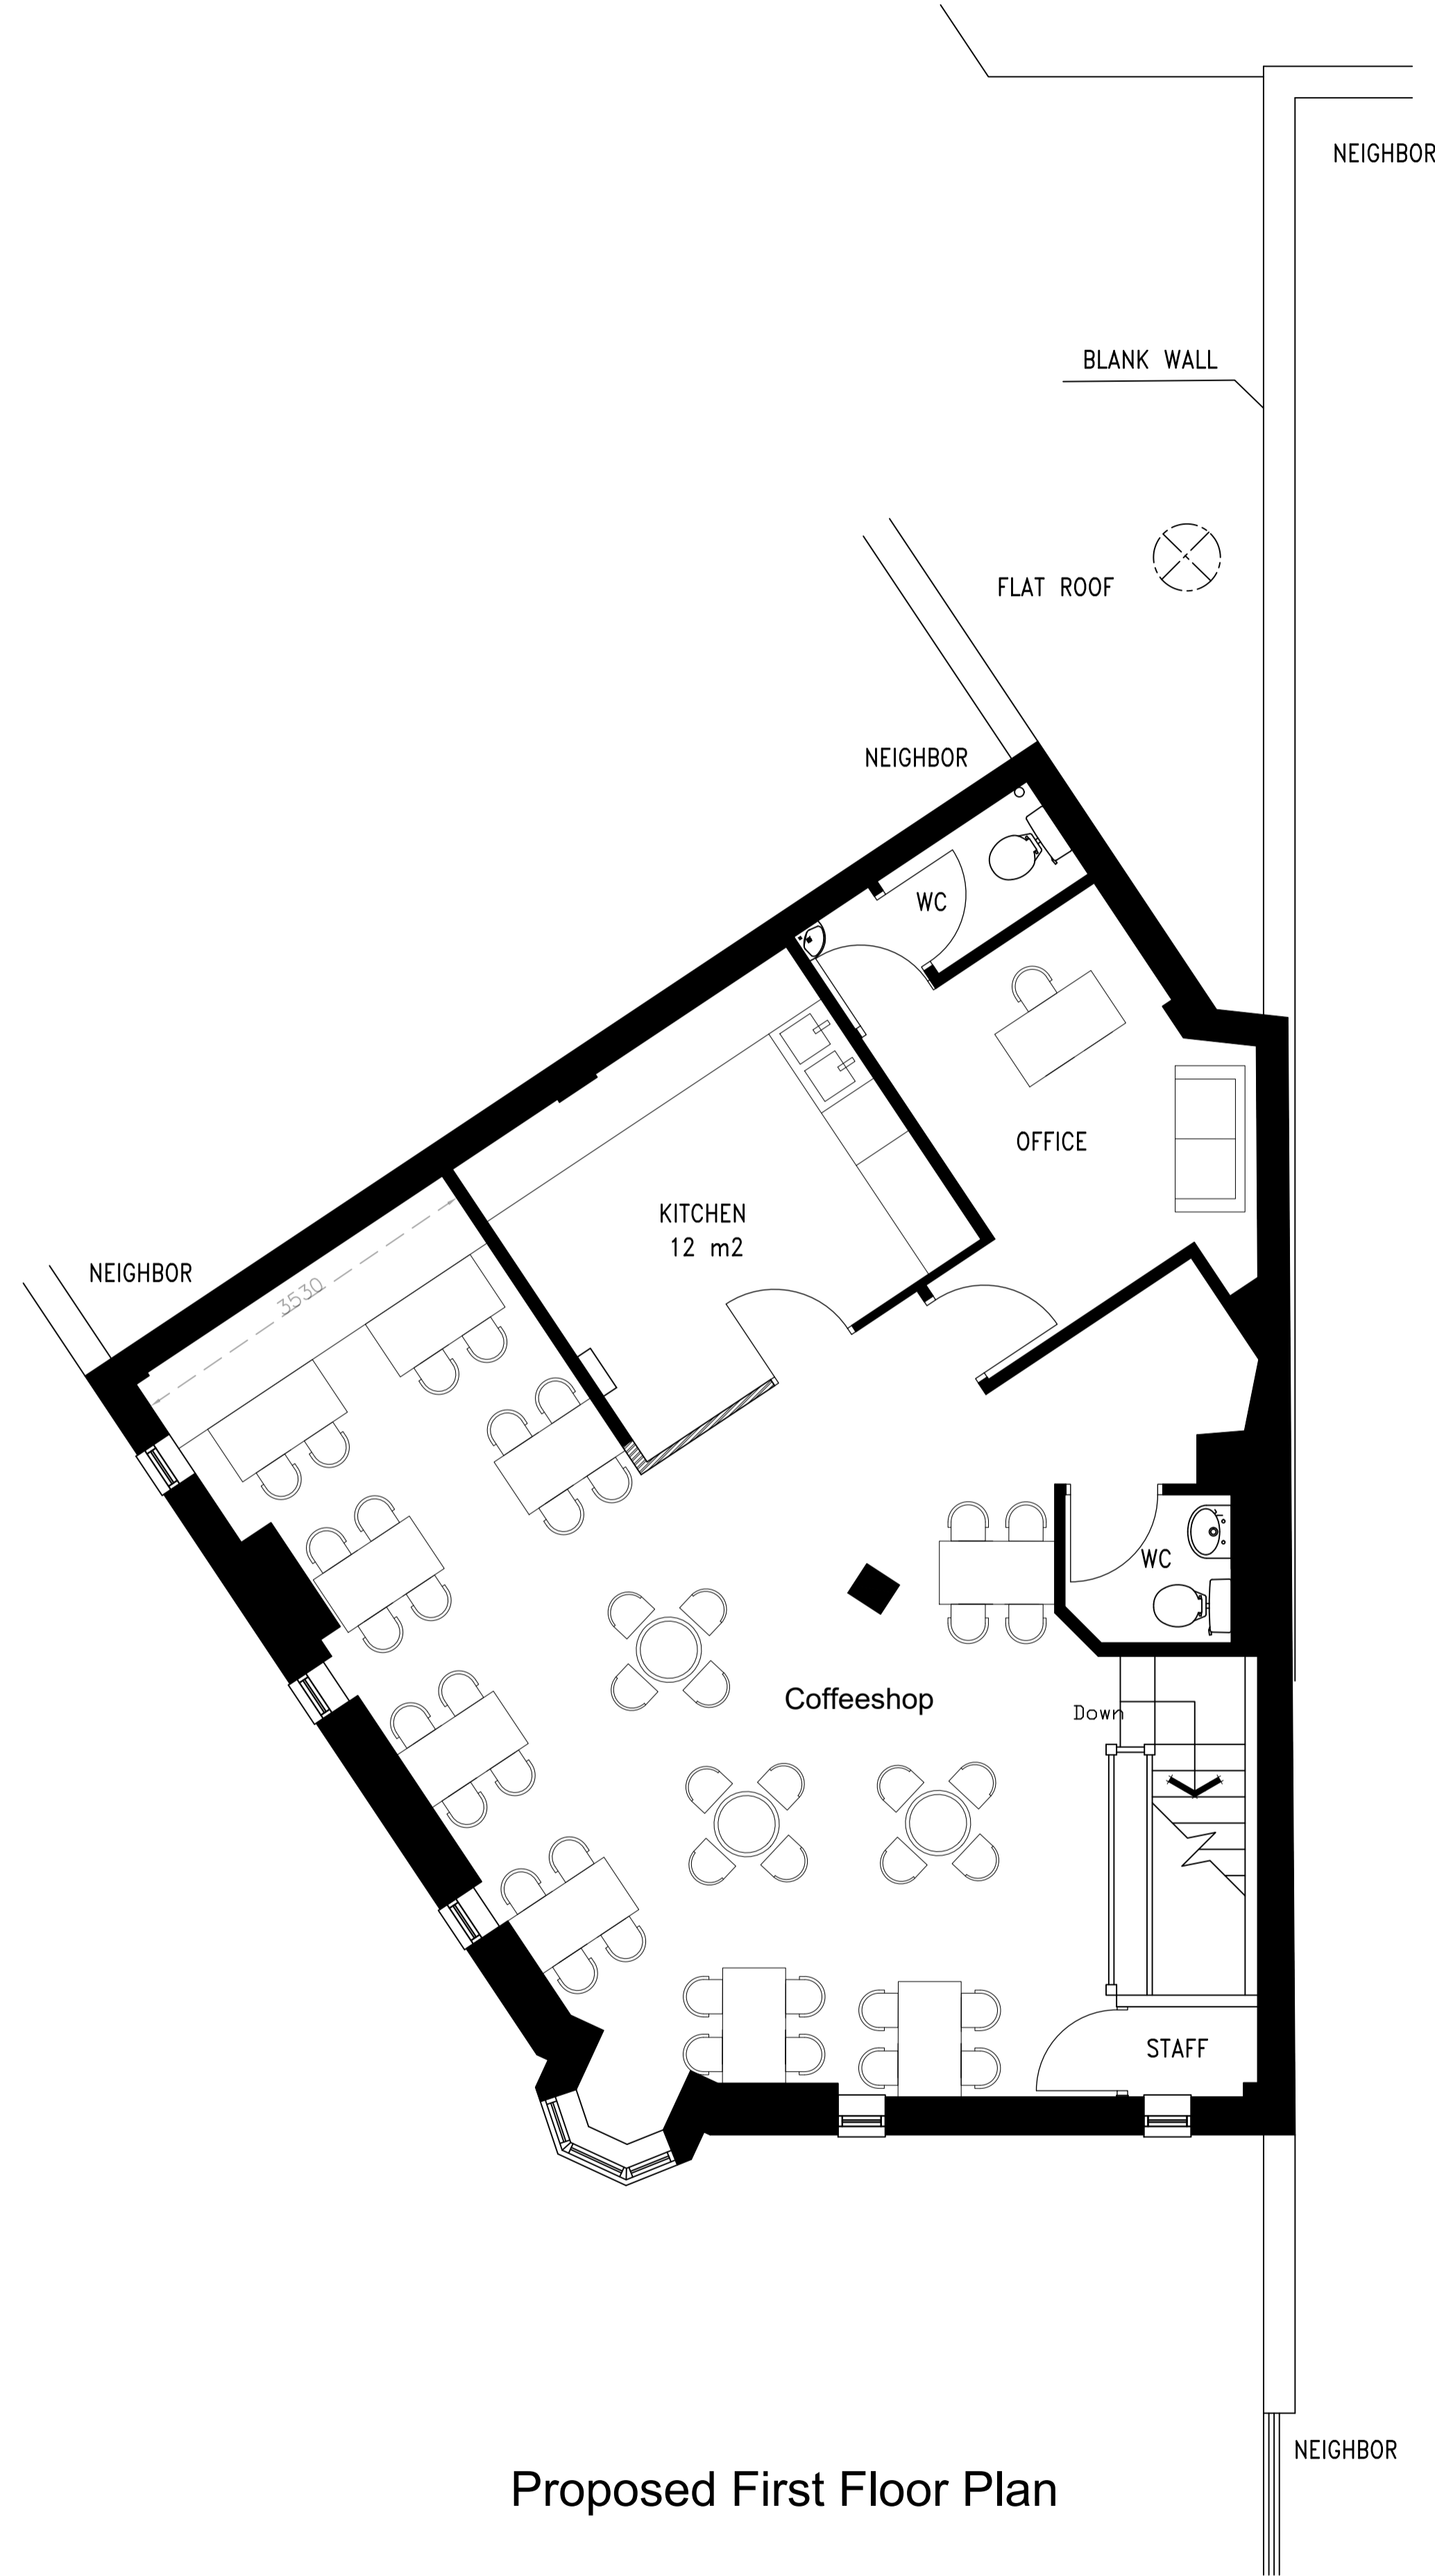 NEIGHBOR
BLANK WALL
FLAT ROOF
NEIGHBOR
WC
OFFICE
KITCHEN
12 m2
NEIGHBOR
3530
WC
Coffeeshop
Down
STAFF
NEIGHBOR
Proposed First Floor Plan